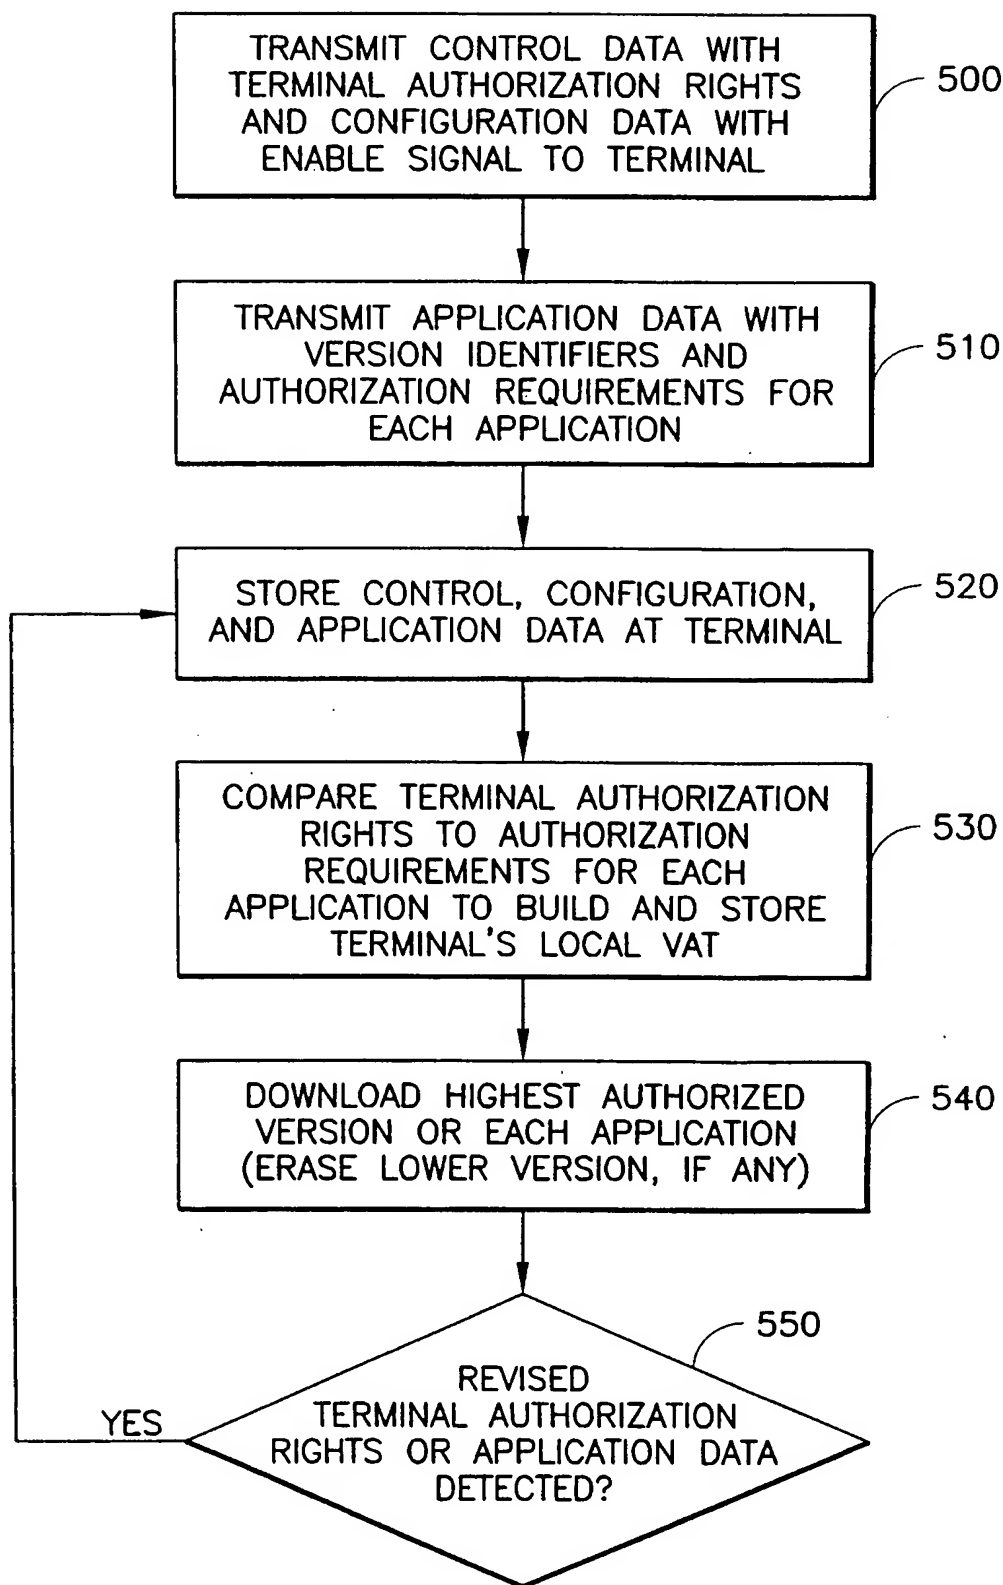 TRANSMIT CONTROL DATA WITH
TERMINAL AUTHORIZATION RIGHTS
AND CONFIGURATION DATA WITH
ENABLE SIGNAL TO TERMINAL
500
TRANSMIT APPLICATION DATA WITH
VERSION IDENTIFIERS AND
AUTHORIZATION REQUIREMENTS FOR
EACH APPLICATION
510
STORE CONTROL, CONFIGURATION,
AND APPLICATION DATA AT TERMINAL
520
COMPARE TERMINAL AUTHORIZATION
RIGHTS TO AUTHORIZATION
REQUIREMENTS FOR EACH
APPLICATION TO BUILD AND STORE
TERMINAL'S LOCAL VAT
530
DOWNLOAD HIGHEST AUTHORIZED
VERSION OR EACH APPLICATION
(ERASE LOWER VERSION, IF ANY)
540
550
REVISED
TERMINAL AUTHORIZATION
RIGHTS OR APPLICATION DATA
DETECTED?
YES